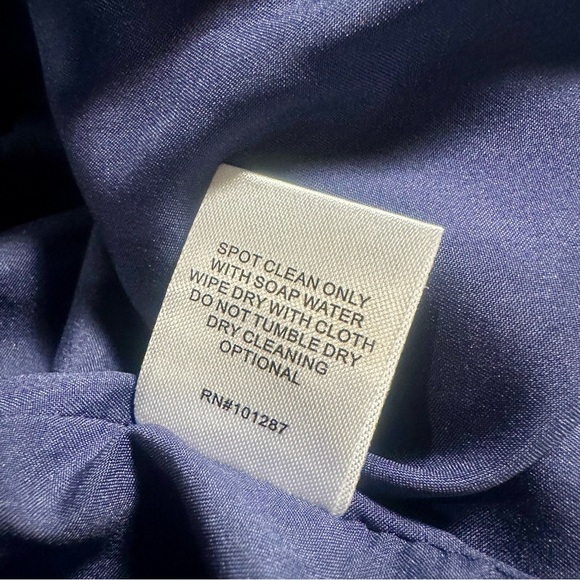 SPOT CLEAN ONLY
WITH SOAP WATER
WIPE DRY WITH CLOTH
DO NOT TUMBLE DRY
DRY CLEANING
OPTIONAL
RN#101287